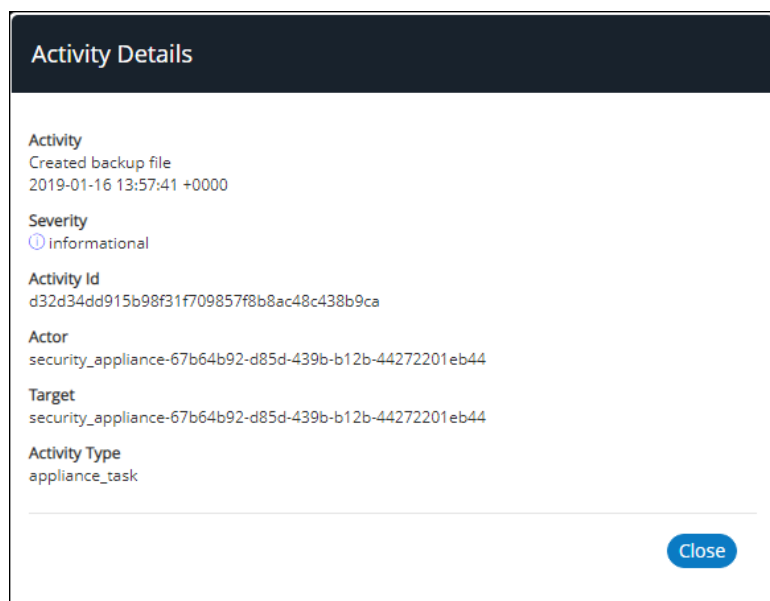 Activity Details
Activity
Created backup file
2019-01-16 13:57:41 +0000
Severity
informational
Activity Id
d32d34dd915b98f31f709857f8b8ac48c438b9ca
Actor
security_appliance-67b64b92-d85d-439b-b12b-44272201eb44
Target
security_appliance-67b64b92-d85d-439b-b12b-44272201eb44
Activity Type
appliance_task
Close